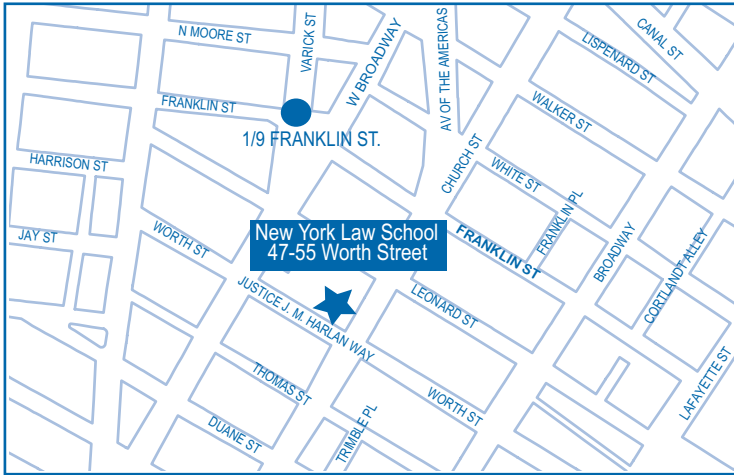 N MOORE ST
VARICK ST
W BROADWAY
AV OF THE AMERICAS
CANAL ST
LISPENARD ST
FRANKLIN ST
1/9 FRANKLIN ST.
WALKER ST
HARRISON ST
CHURCH ST
WHITE ST
FRANKLIN PL
JAY ST
WORTH ST
New York Law School
47-55 Worth Street
FRANKLIN ST
BROADWAY
CORTLANDT ALLEY
JUSTICE J. M. HARLAN WAY
LEONARD ST
THOMAS ST
WORTH ST
LAFAYETTE ST
DUANE ST
TRIMBLE PL